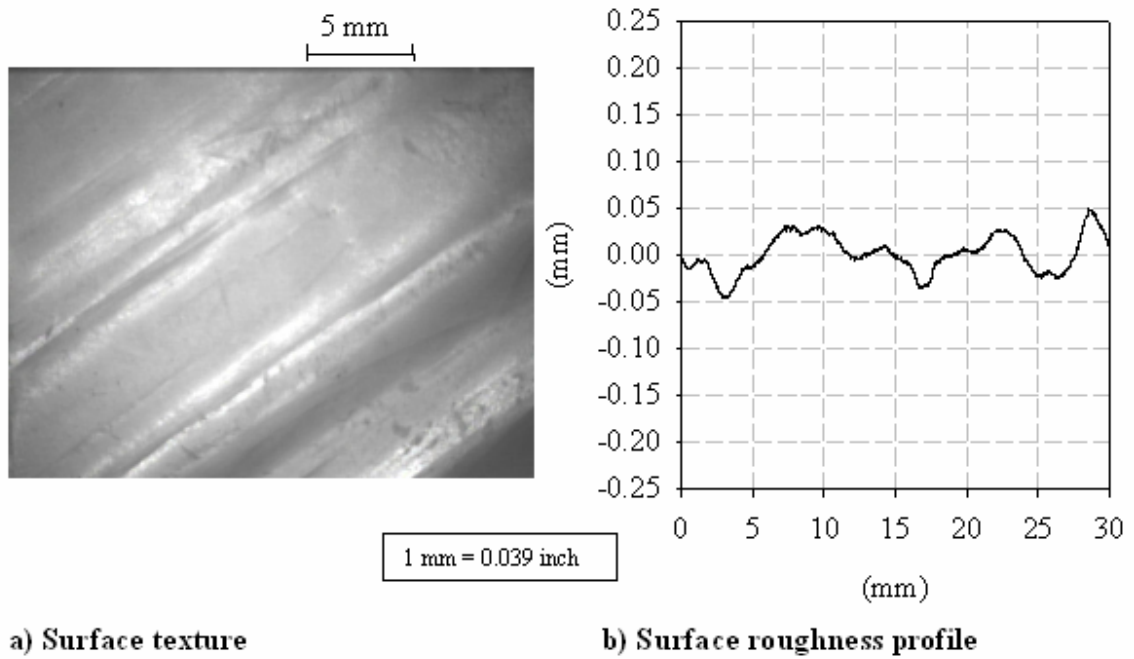 5 mm
0.25
0.20
0.15
0.10
0.05
0.00
-0.05
-0.10
-0.15
-0.20
-0.25
(mm)
0 5 10 15 20 25 30
(mm)
1 mm = 0.039 inch
a) Surface texture
b) Surface roughness profile